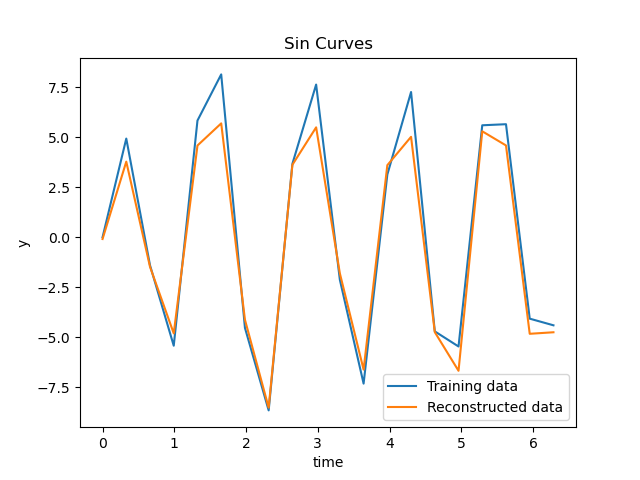 Sin Curves
7.5
5.0
2.5
0.0
−2.5
−5.0
−7.5
y
0 1 2 3 4 5 6
time
Training data
Reconstructed data